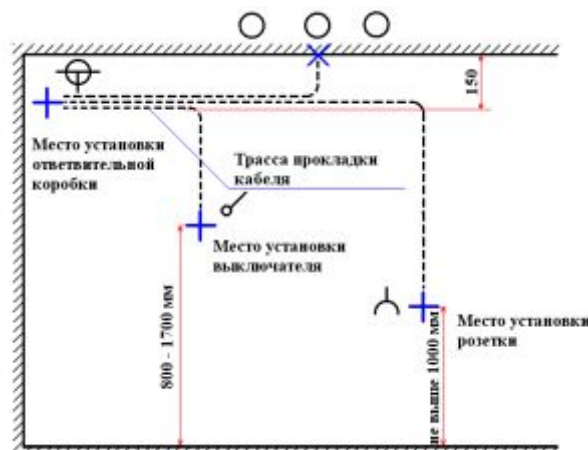 150
Место установки
ответвительной
коробки
Трасса прокладки
кабеля
Место установки
выключателя
800 - 1700 мм
не выше 1000 мм
Место установки
розетки